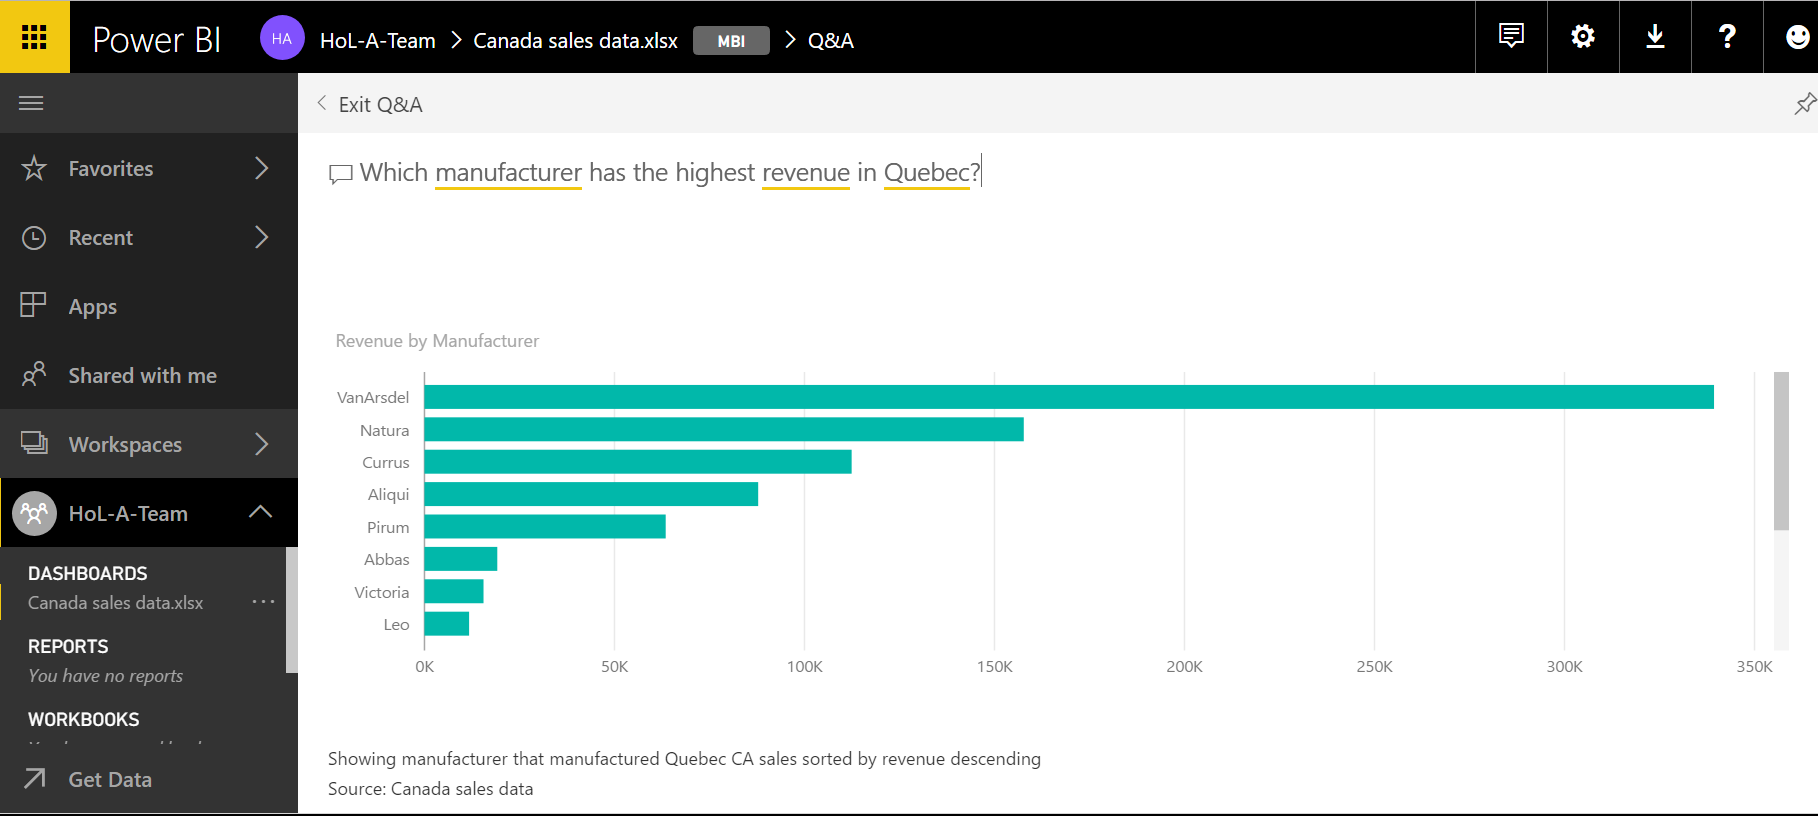 Power BI HA HoL-A-Team > Canada sales data.xlsx MBI > Q&A ?
Exit Q&A
Favorites
Recent
Apps
Shared with me
Workspaces
HoL-A-Team
DASHBOARDS
Canada sales data.xlsx ...
REPORTS
You have no reports
WORKBOOKS
Get Data
Which manufacturer has the highest revenue in Quebec?
Revenue by Manufacturer
VanArsdel
Natura
Currus
Aliqui
Pirum
Abbas
Victoria
Leo
0K 50K 100K 150K 200K 250K 300K 350K
Showing manufacturer that manufactured Quebec CA sales sorted by revenue descending
Source: Canada sales data